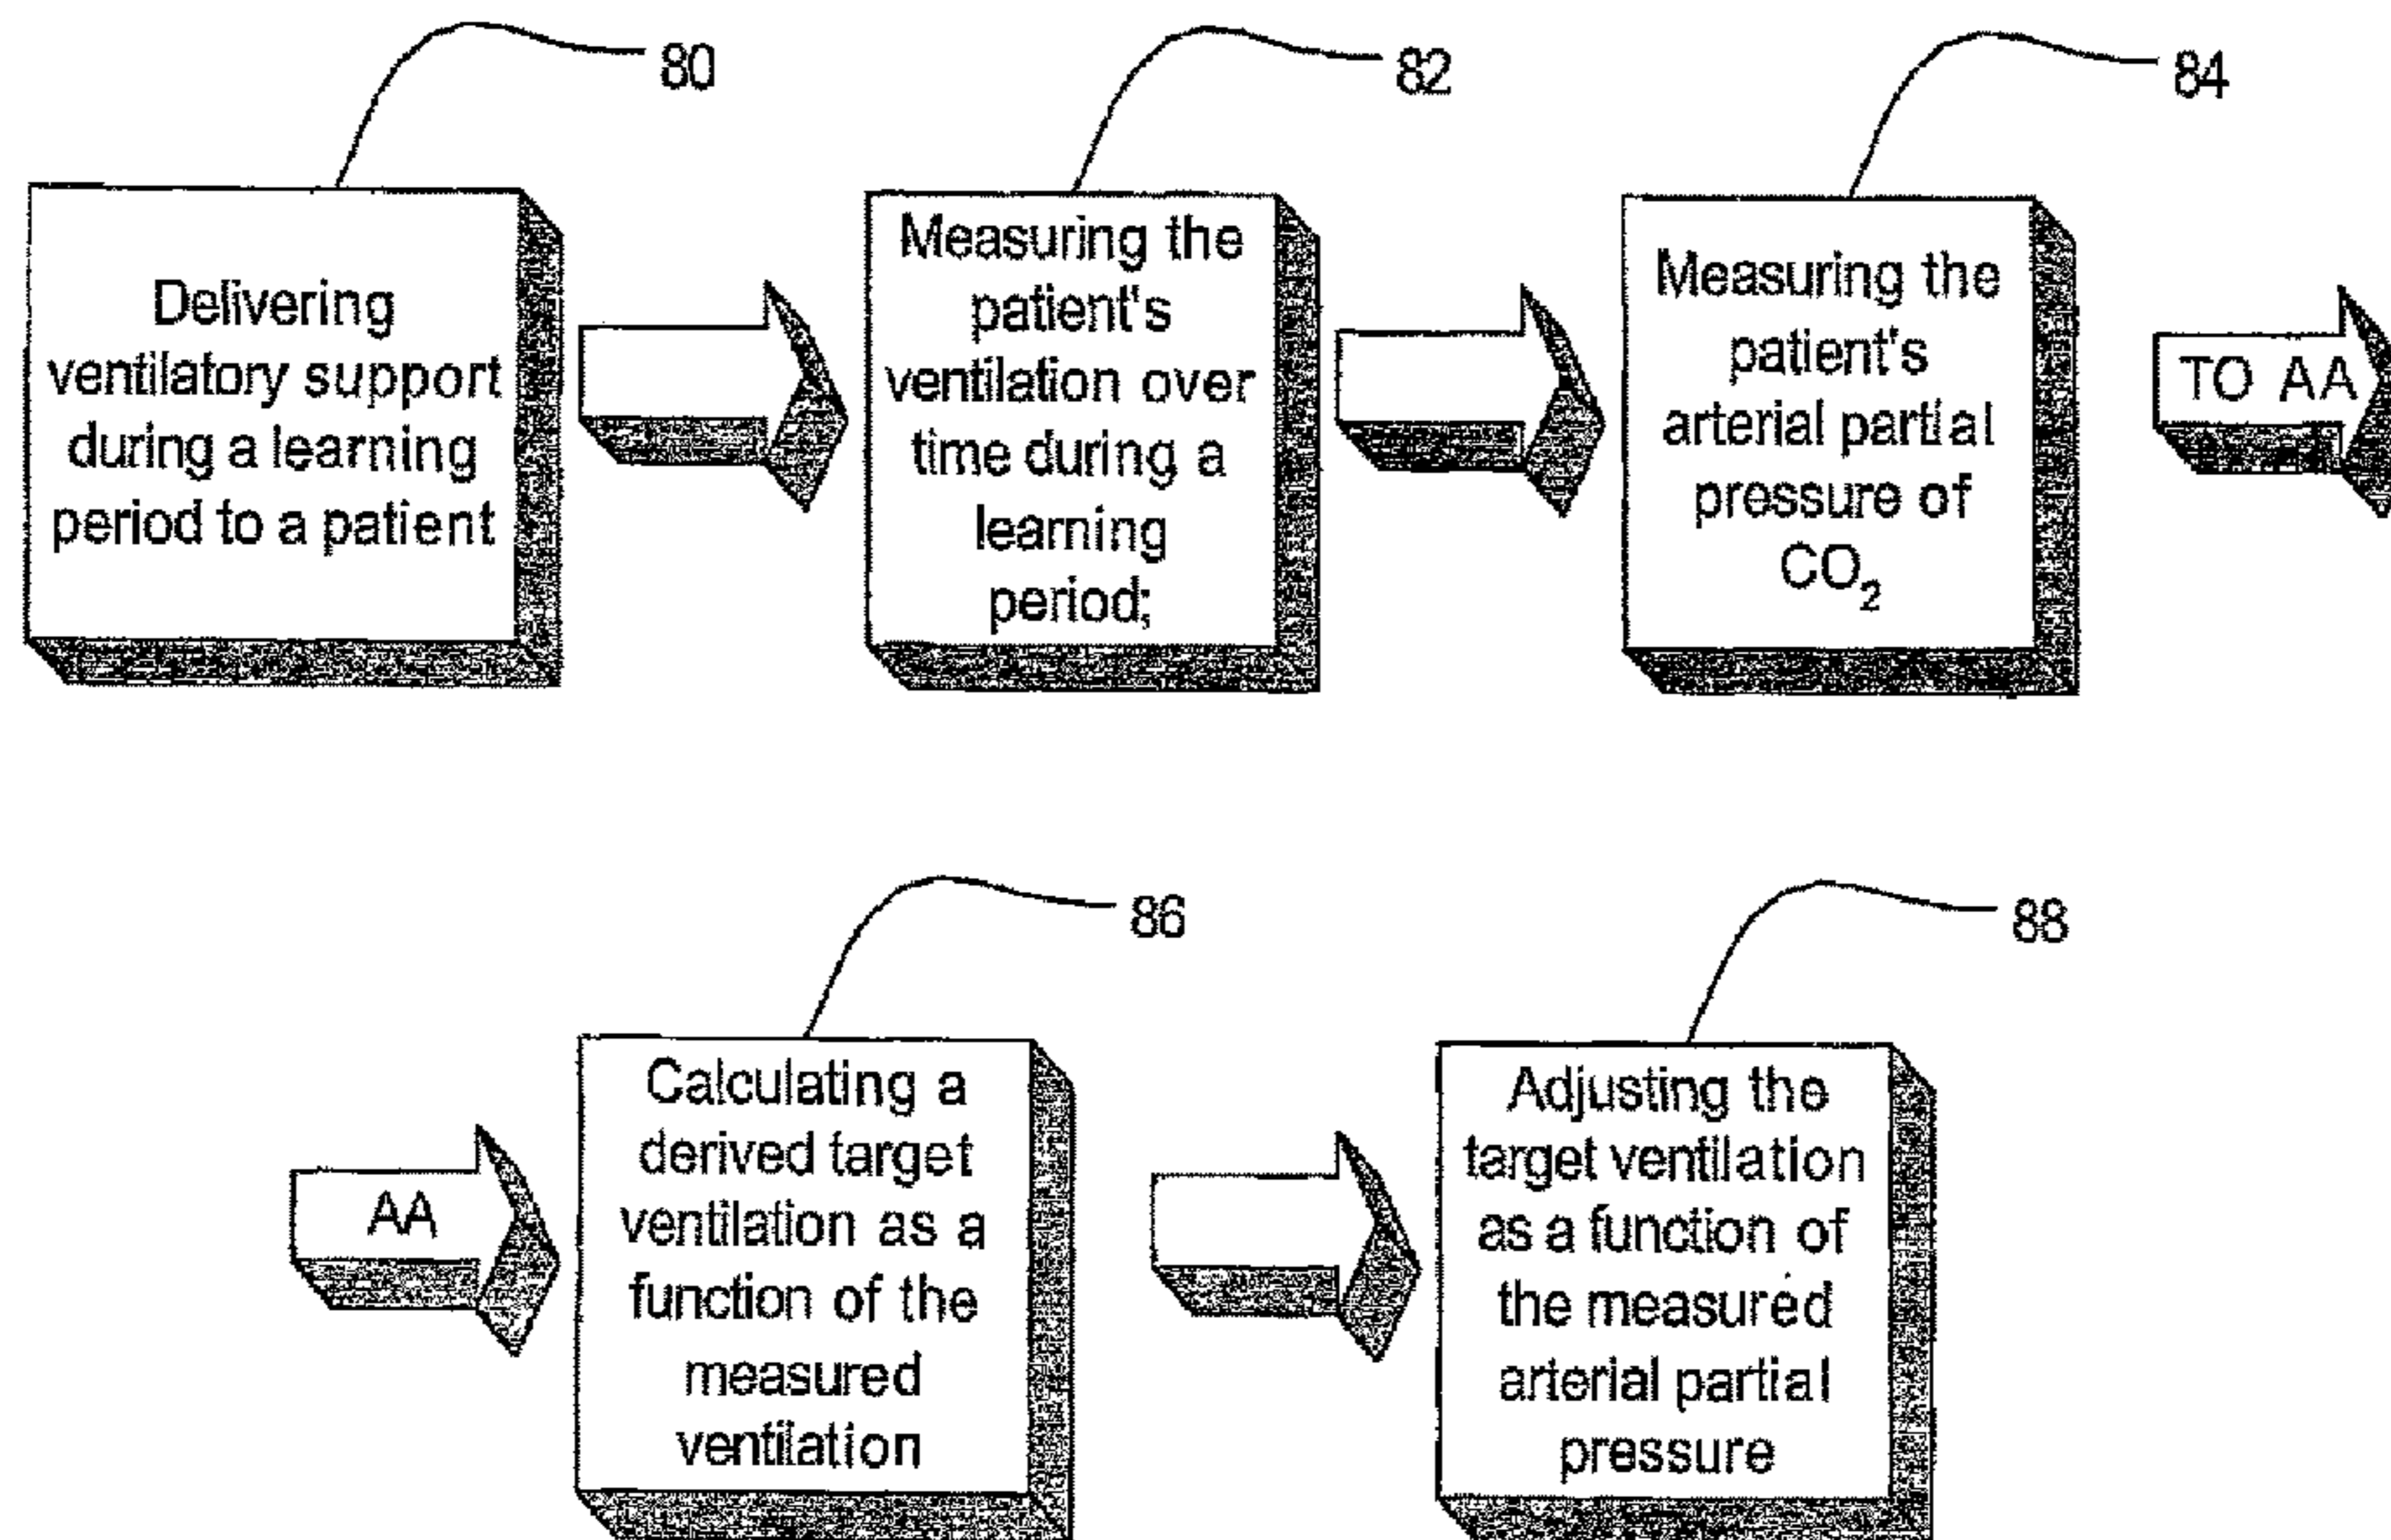 80
Delivering
ventilatory support
during a learning
period to a patient
82
Measuring the
patient's
ventilation over
time during a
learning
period;
84
Measuring the
patient's
arterial partial
pressure of
CO₂
TO AA
AA
86
Calculating a
derived target
ventilation as a
function of the
measured
ventilation
88
Adjusting the
target ventilation
as a function of
the measured
arterial partial
pressure